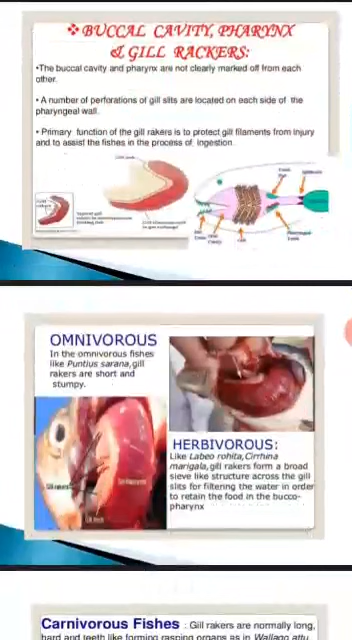 ❖BUCCAL CAVITY, PHARYNX
& GILL RACKERS:
•The buccal cavity and pharynx are not clearly marked off from each
other.
• A number of perforations of gill slits are located on each side of the
pharyngeal wall.
• Primary function of the gill rakers is to protect gill filaments from injury
and to assist the fishes in the process of ingestion.
OMNIVOROUS
In the omnivorous fishes
like Puntius sarana,gill
rakers are short and
stumpy.
Gill rakers
Gill filaments
Gill arch
HERBIVOROUS:
Like Labeo rohita,Cirrhina
marigala,gill rakers form a broad
sieve like structure across the gill
slits for filtering the water in order
to retain the food in the bucco-
pharynx
Carnivorous Fishes : Gill rakers are normally long,
hard and teeth like forming rasping organs as in Wallago attu,